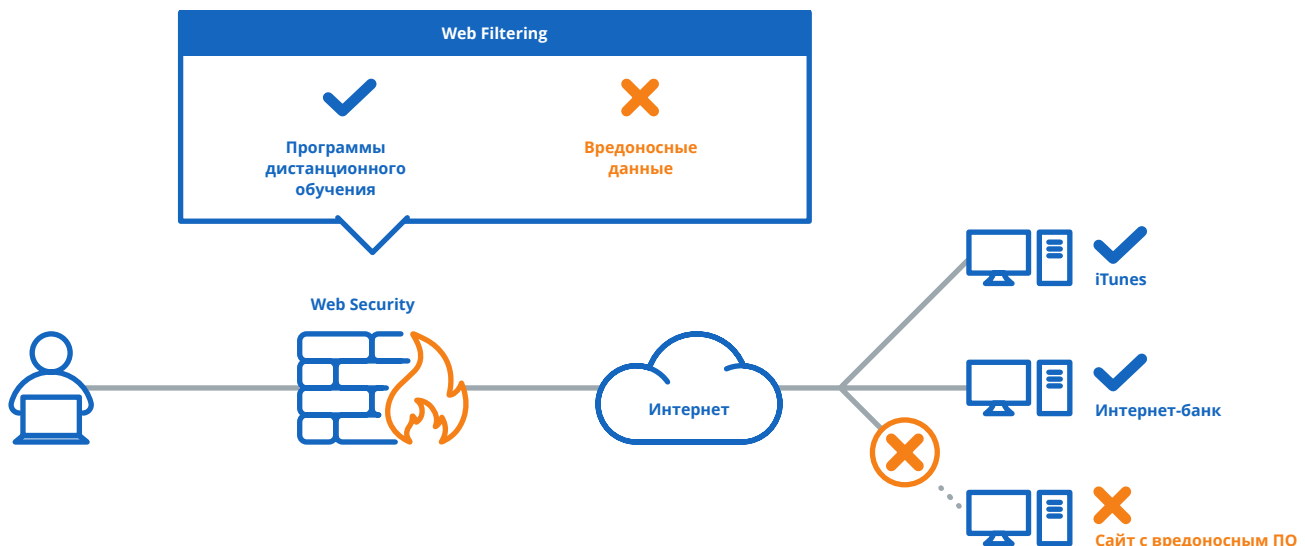 Web Filtering
Программы
дистанционного
обучения
Вредоносные
данные
Web Security
Интернет
iTunes
Интернет-банк
Сайт с вредоносным ПО